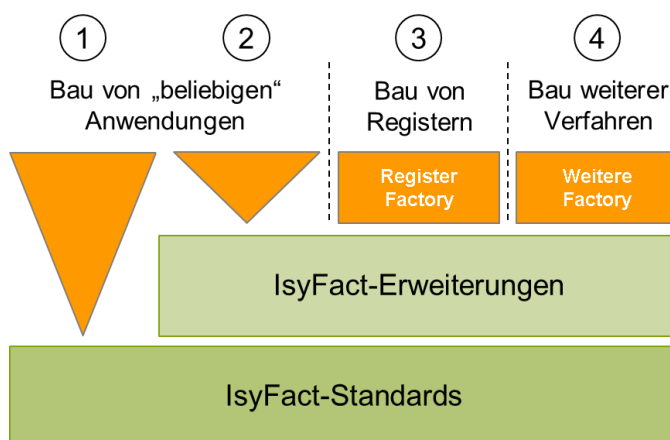 1
2
3
4
Bau von „beliebigen“
Anwendungen
Bau von
Registern
Bau weiterer
Verfahren
Register
Factory
Weitere
Factory
IsyFact-Erweiterungen
IsyFact-Standards